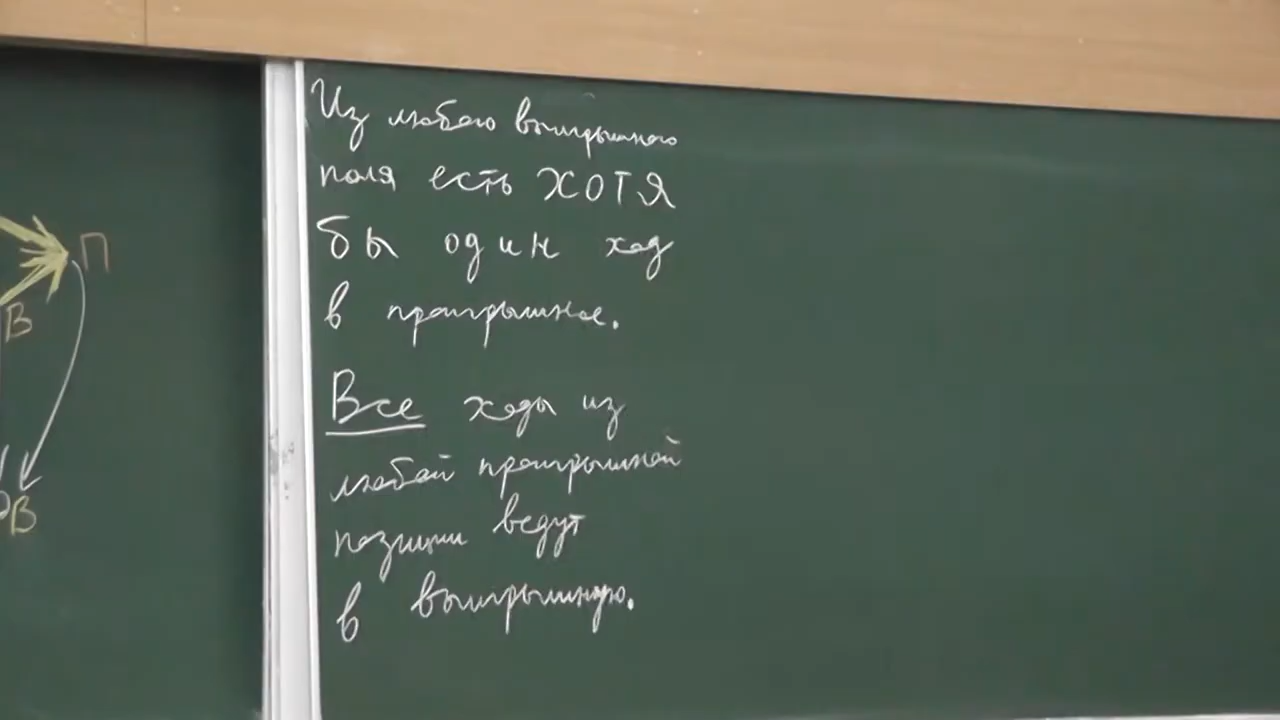 П
В
В
Из любого выигрышного
поля есть ХОТЯ
бы один ход
в проигрышное.
Все ходы из
любой проигрышной
позиции ведут
в выигрышную.